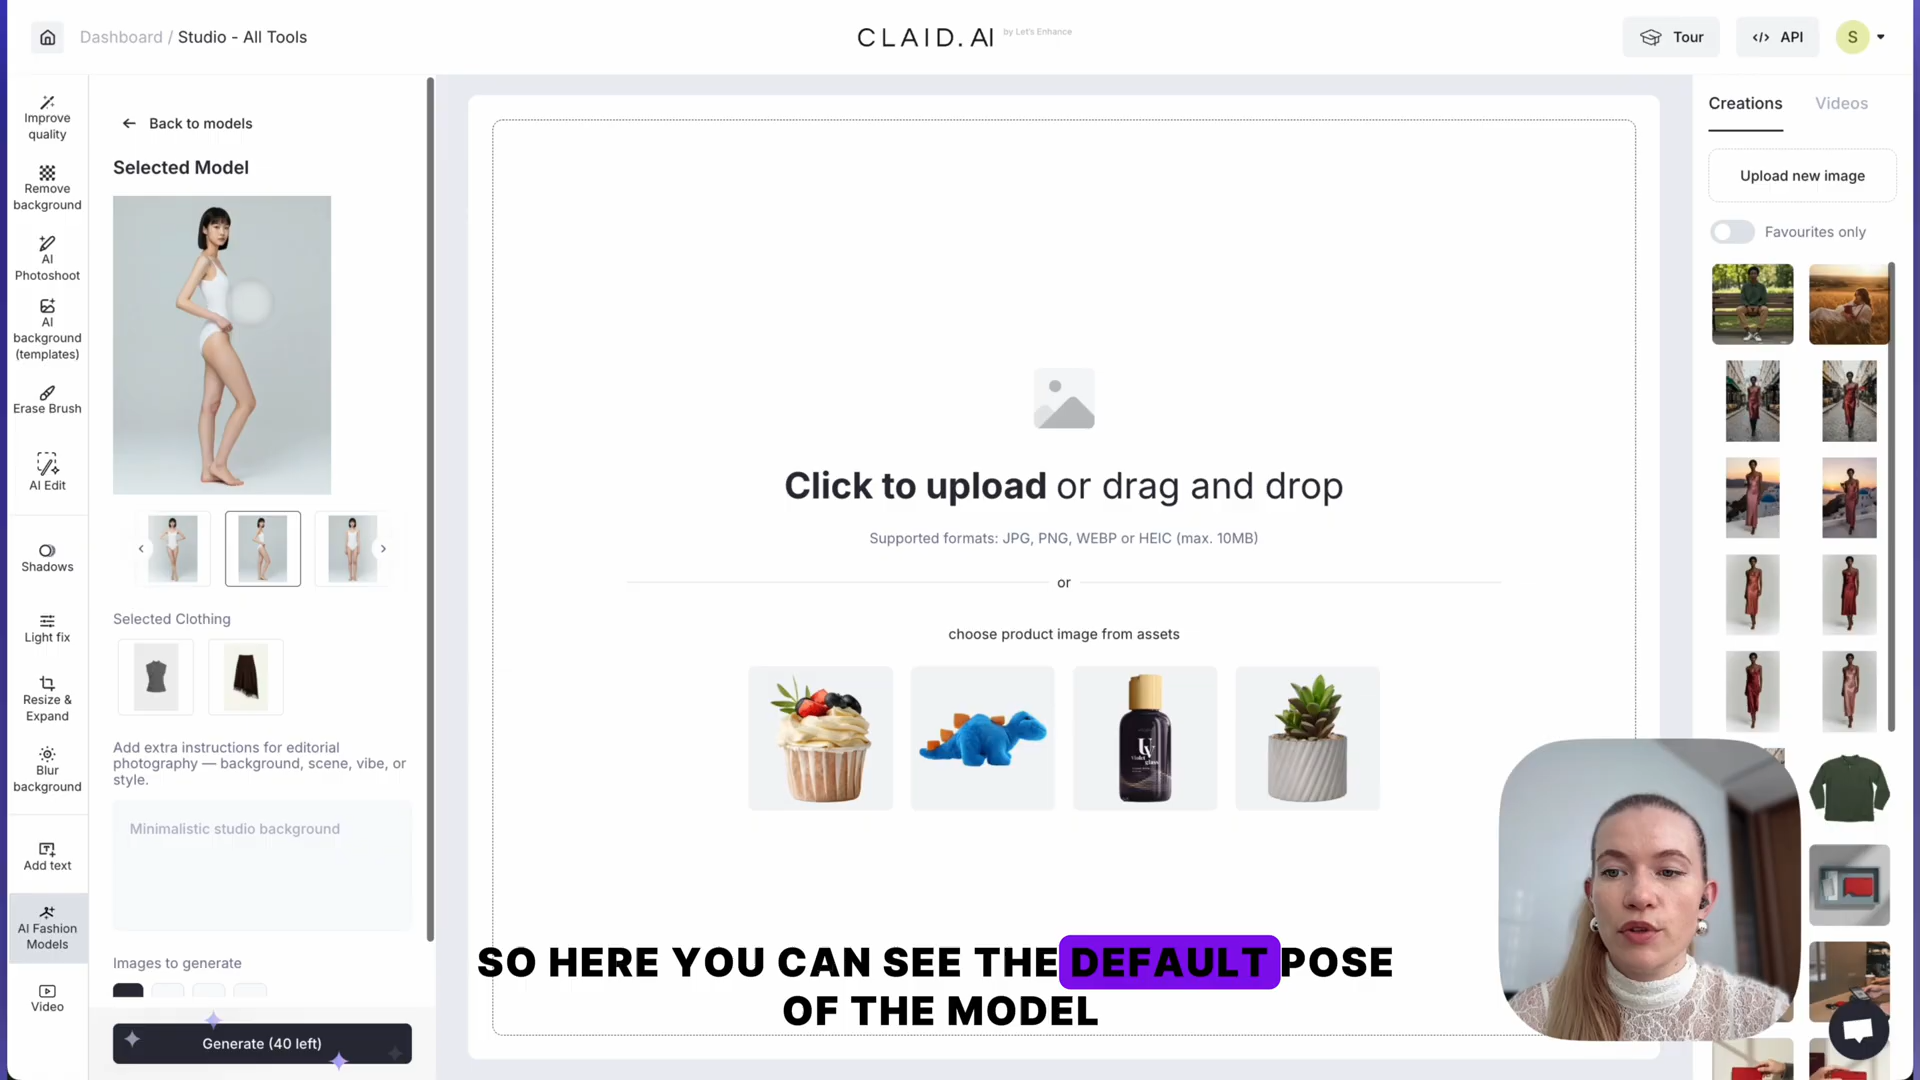 Dashboard / Studio - All Tools
CLAID.AI by Let's Enhance
Tour
API
S
Improve
quality
Remove
background
AI
Photoshoot
AI
background
(templates)
Erase Brush
AI Edit
Shadows
Light fix
Resize &
Expand
Blur
background
Add text
AI Fashion
Models
Video
Back to models
Selected Model
Selected Clothing
Add extra instructions for editorial
photography — background, scene, vibe, or
style.
Minimalistic studio background
Images to generate
Generate (40 left)
Click to upload or drag and drop
Supported formats: JPG, PNG, WEBP or HEIC (max. 10MB)
or
choose product image from assets
SO HERE YOU CAN SEE THE DEFAULT POSE
OF THE MODEL
Creations
Videos
Upload new image
Favourites only